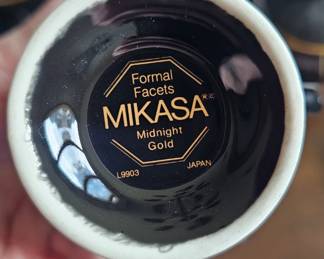 Formal
Facets
MIKASA
Midnight
Gold
L9903 JAPAN